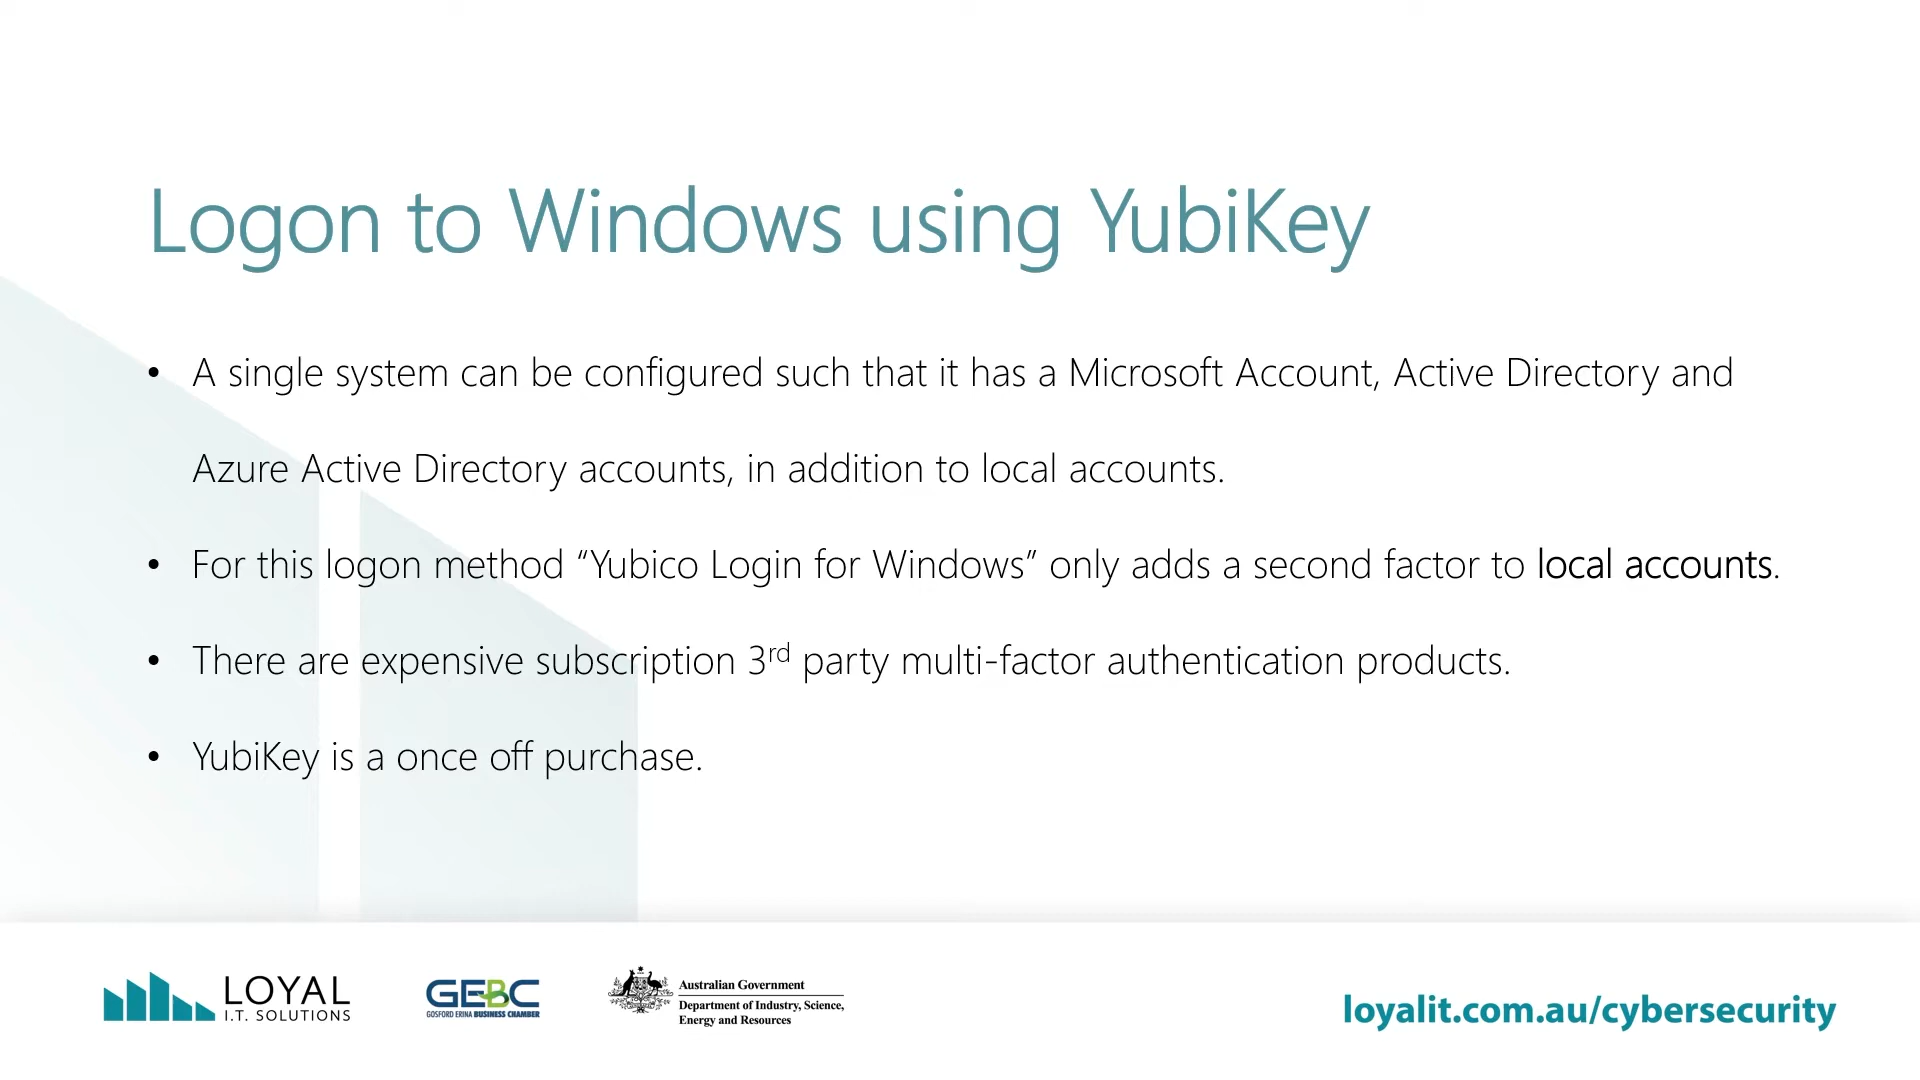 Logon to Windows using YubiKey
• A single system can be configured such that it has a Microsoft Account, Active Directory and
Azure Active Directory accounts, in addition to local accounts.
• For this logon method “Yubico Login for Windows” only adds a second factor to local accounts.
• There are expensive subscription 3rd party multi-factor authentication products.
• YubiKey is a once off purchase.
LOYAL
I.T. SOLUTIONS
GEBC
GOSFORD ERINA BUSINESS CHAMBER
Australian Government
Department of Industry, Science,
Energy and Resources
loyalit.com.au/cybersecurity